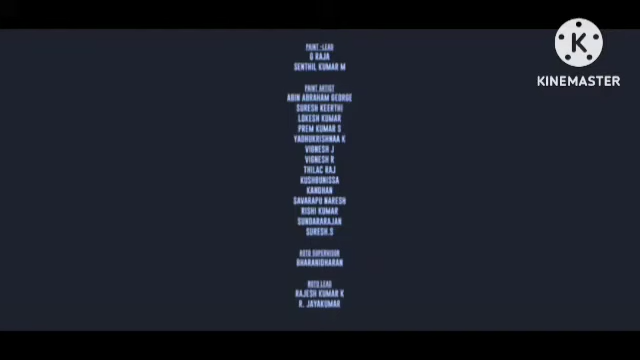 PAINT -LEAD
G RAJA
SENTHIL KUMAR M
PAINT ARTIST
ABIN ABRAHAM GEORGE
SURESH KEERTHI
LOKESH KUMAR
PREM KUMAR S
YADHUKRISHNAA K
VIGNESH J
VIGNESH R
THILAC RAJ
KUSHBUNISSA
KANDHAN
SAVARAPU NARESH
RISHI KUMAR
SUNDARARAJAN
SURESH.S
ROTO SUPERVISOR
BHARANIDHARAN
ROTO LEAD
RAJESH KUMAR K
R. JAYAKUMAR
K
KINEMASTER